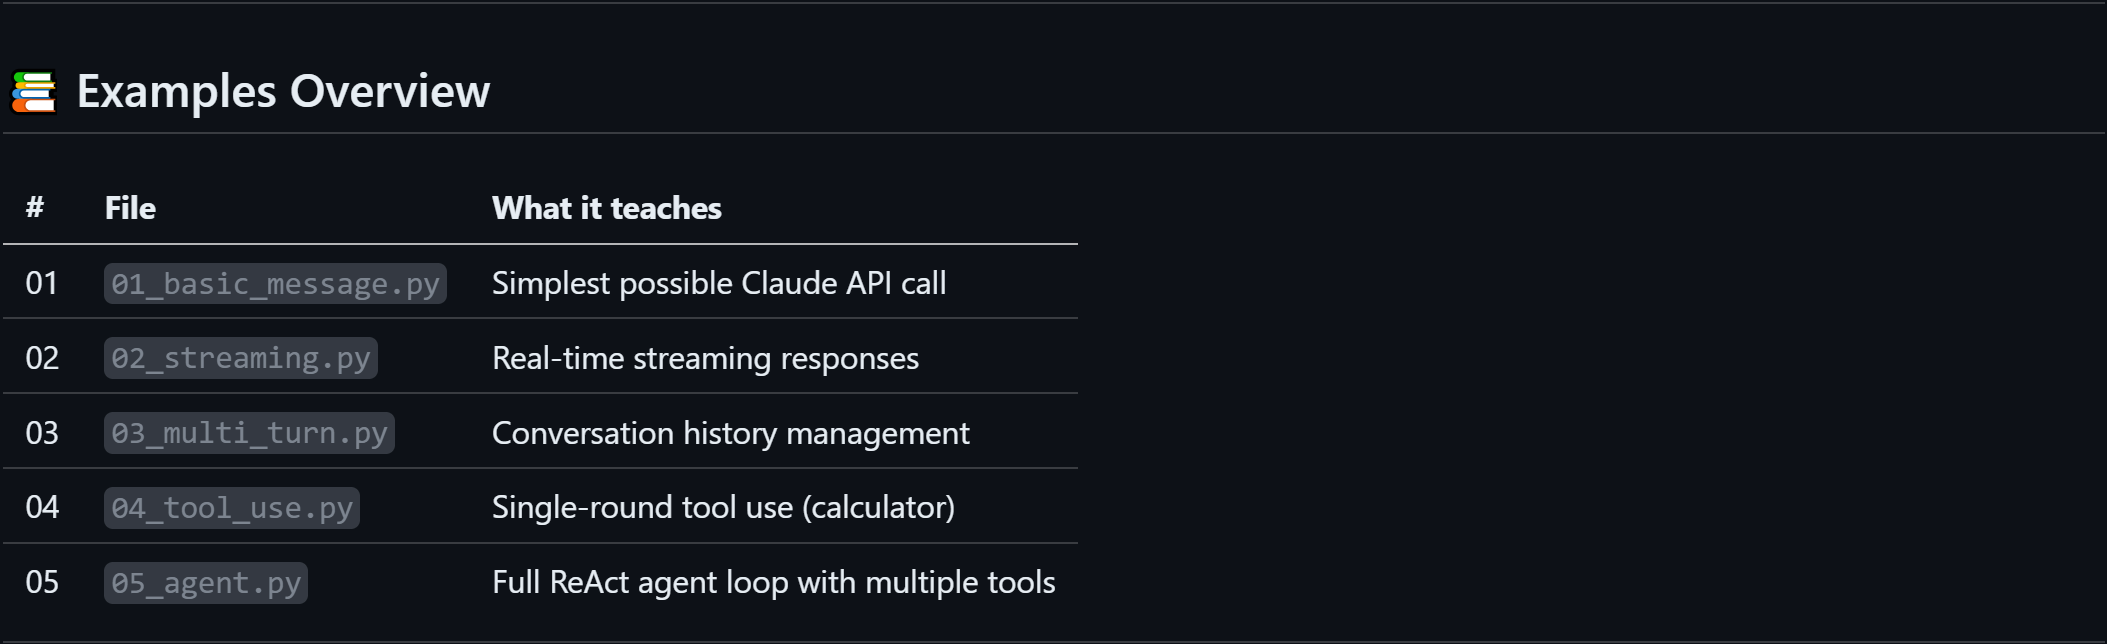 📚 Examples Overview
# File What it teaches
01 01_basic_message.py Simplest possible Claude API call
02 02_streaming.py Real-time streaming responses
03 03_multi_turn.py Conversation history management
04 04_tool_use.py Single-round tool use (calculator)
05 05_agent.py Full ReAct agent loop with multiple tools